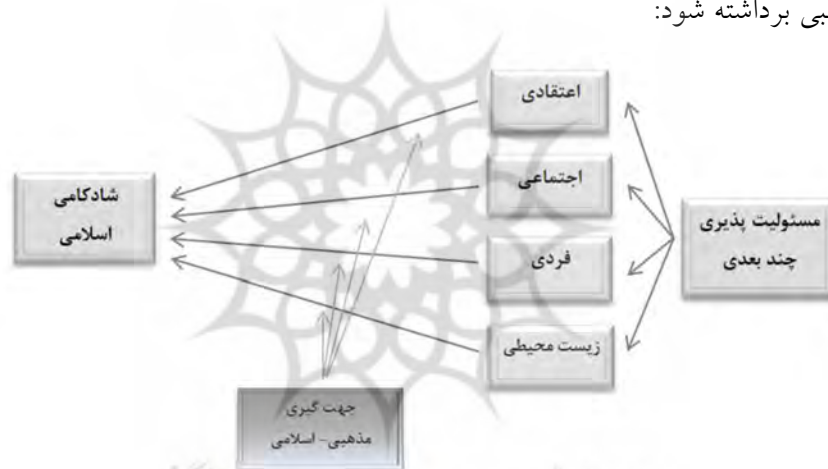 بی برداشته شود:
اعتقادی
اجتماعی
فردی
زیست محیطی
مسئولیت پذیری
چند بعدی
شادکامی
اسلامی
جهت گیری
مذهبی- اسلامی